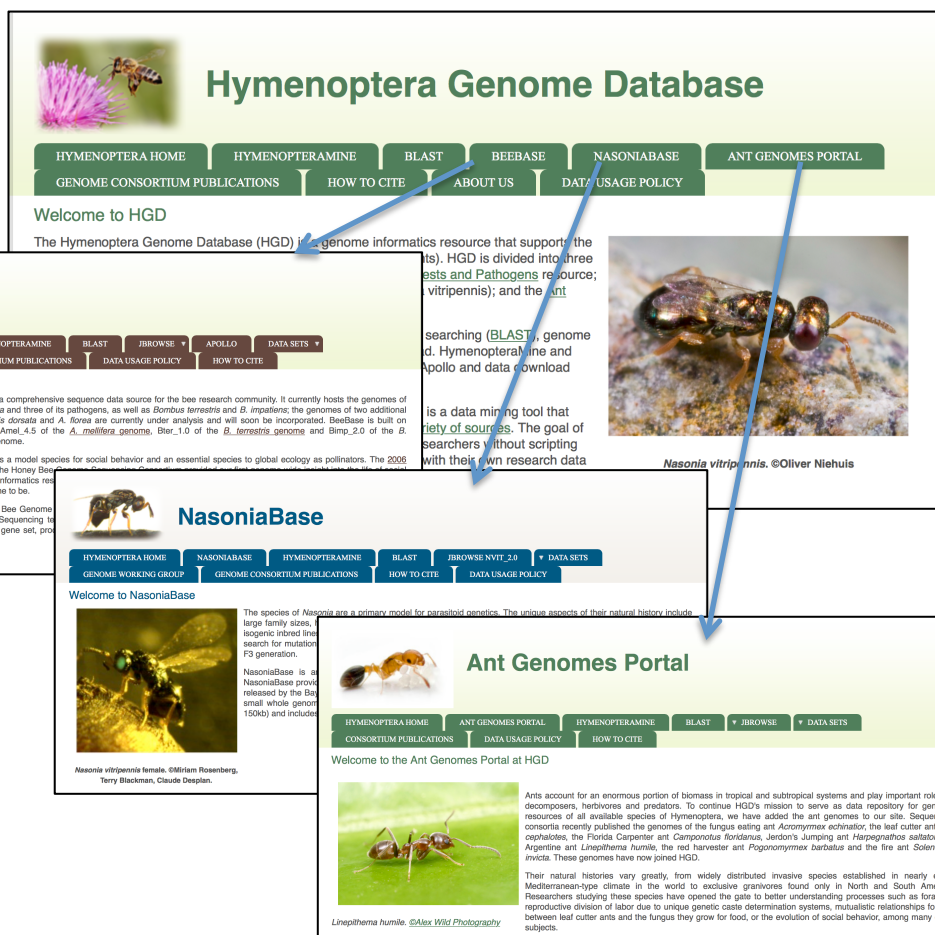 Hymenoptera Genome Database
HYMENOPTERA HOME HYMENOPTERAMINE BLAST BEEBASE NASONIABASE ANT GENOMES PORTAL
GENOME CONSORTIUM PUBLICATIONS HOW TO CITE ABOUT US DATA USAGE POLICY
Welcome to HGD
The Hymenoptera Genome Database (HGD) is a genome informatics resource that supports the
nts). HGD is divided into three
ests and Pathogens resource;
vitripennis); and the Ant
searching (BLAST), genome
d. HymenopteraMine and
Apollo and data download
is a data mining tool that
riety of sources. The goal of
searchers without scripting
with their own research data
Nasonia vitripennis. ©Oliver Niehuis
OPTERAMINE BLAST JBROWSE APOLLO DATA SETS
IUM PUBLICATIONS DATA USAGE POLICY HOW TO CITE
a comprehensive sequence data source for the bee research community. It currently hosts the genomes of
a and three of its pathogens, as well as Bombus terrestris and B. impatiens; the genomes of two additional
s dorsata and A. florea are currently under analysis and will soon be incorporated. BeeBase is built on
Amel_4.5 of the A. mellifera genome, Bter_1.0 of the B. terrestris genome and Bimp_2.0 of the B.
enome.
s a model species for social behavior and an essential species to global ecology as pollinators. The 2006
he Honey Bee Genome Sequencing Consortium provided our first genome-wide insight into the life of social
nformatics res
ne to be.
Bee Genome
Sequencing te
gene set, pro
NasoniaBase
HYMENOPTERA HOME NASONIABASE HYMENOPTERAMINE BLAST JBROWSE NVIT_2.0 DATA SETS
GENOME WORKING GROUP GENOME CONSORTIUM PUBLICATIONS HOW TO CITE DATA USAGE POLICY
Welcome to NasoniaBase
The species of Nasonia are a primary model for parasitoid genetics. The unique aspects of their natural history include
large family sizes, h
isogenic inbred line
search for mutation
F3 generation.
NasoniaBase is ar
NasoniaBase provid
released by the Bay
small whole genom
150kb) and includes
Nasonia vitripennis female. ©Miriam Rosenberg,
Terry Blackman, Claude Desplan.
Ant Genomes Portal
HYMENOPTERA HOME ANT GENOMES PORTAL HYMENOPTERAMINE BLAST JBROWSE DATA SETS
CONSORTIUM PUBLICATIONS DATA USAGE POLICY HOW TO CITE
Welcome to the Ant Genomes Portal at HGD
Ants account for an enormous portion of biomass in tropical and subtropical systems and play important role
decomposers, herbivores and predators. To continue HGD's mission to serve as data repository for gen
resources of all available species of Hymenoptera, we have added the ant genomes to our site. Sequen
consortia recently published the genomes of the fungus eating ant Acromyrmex echinatior, the leaf cutter ant
cephalotes, the Florida Carpenter ant Camponotus floridanus, Jerdon's Jumping ant Harpegnathos saltato
Argentine ant Linepithema humile, the red harvester ant Pogonomyrmex barbatus and the fire ant Solen
invicta. These genomes have now joined HGD.
Their natural histories vary greatly, from widely distributed invasive species established in nearly e
Mediterranean-type climate in the world to exclusive granivores found only in North and South Ame
Researchers studying these species have opened the gate to better understanding processes such as fora
reproductive division of labor due to unique genetic caste determination systems, mutualistic relationships fo
between leaf cutter ants and the fungus they grow for food, or the evolution of social behavior, among many
subjects.
Linepithema humile. ©Alex Wild Photography